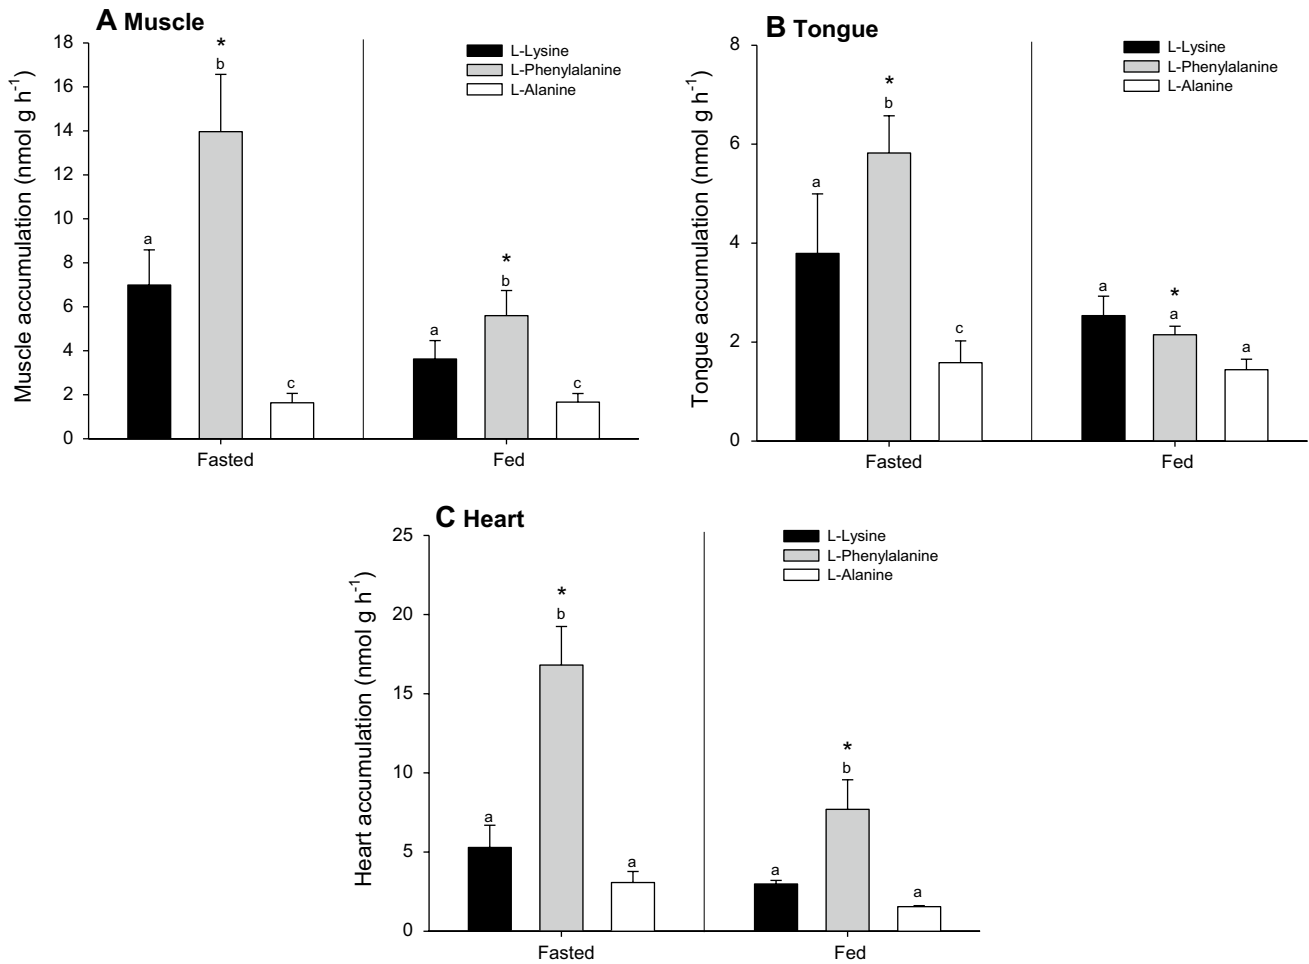 A Muscle
18
16
14
12
10
8
6
4
2
0
Muscle accumulation (nmol g h-1)
L-Lysine
L-Phenylalanine
L-Alanine
a
*
b
c
a
*
b
c
Fasted
Fed
B Tongue
8
6
4
2
0
Tongue accumulation (nmol g h-1)
L-Lysine
L-Phenylalanine
L-Alanine
a
*
b
c
a
*
a
a
Fasted
Fed
C Heart
25
20
15
10
5
0
Heart accumulation (nmol g h-1)
L-Lysine
L-Phenylalanine
L-Alanine
a
*
b
a
a
*
b
a
Fasted
Fed